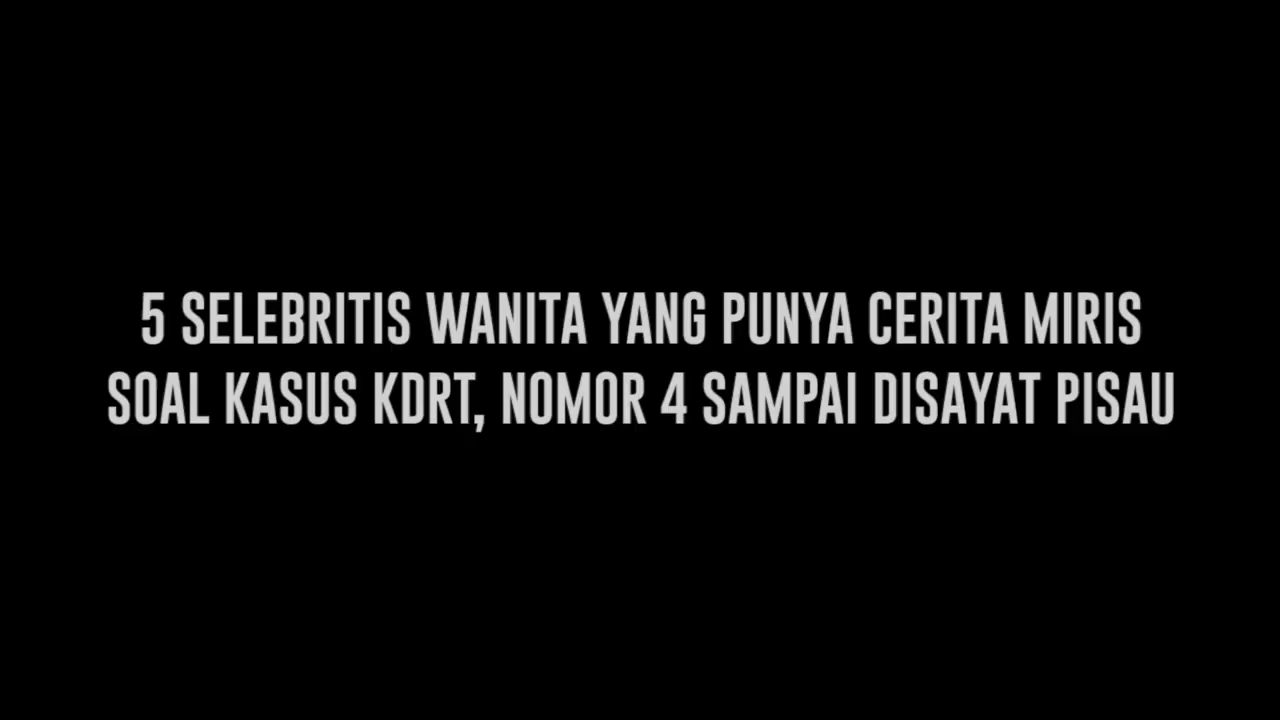 5 SELEBRITIS WANITA YANG PUNYA CERITA MIRIS
SOAL KASUS KDRT, NOMOR 4 SAMPAI DISAYAT PISAU